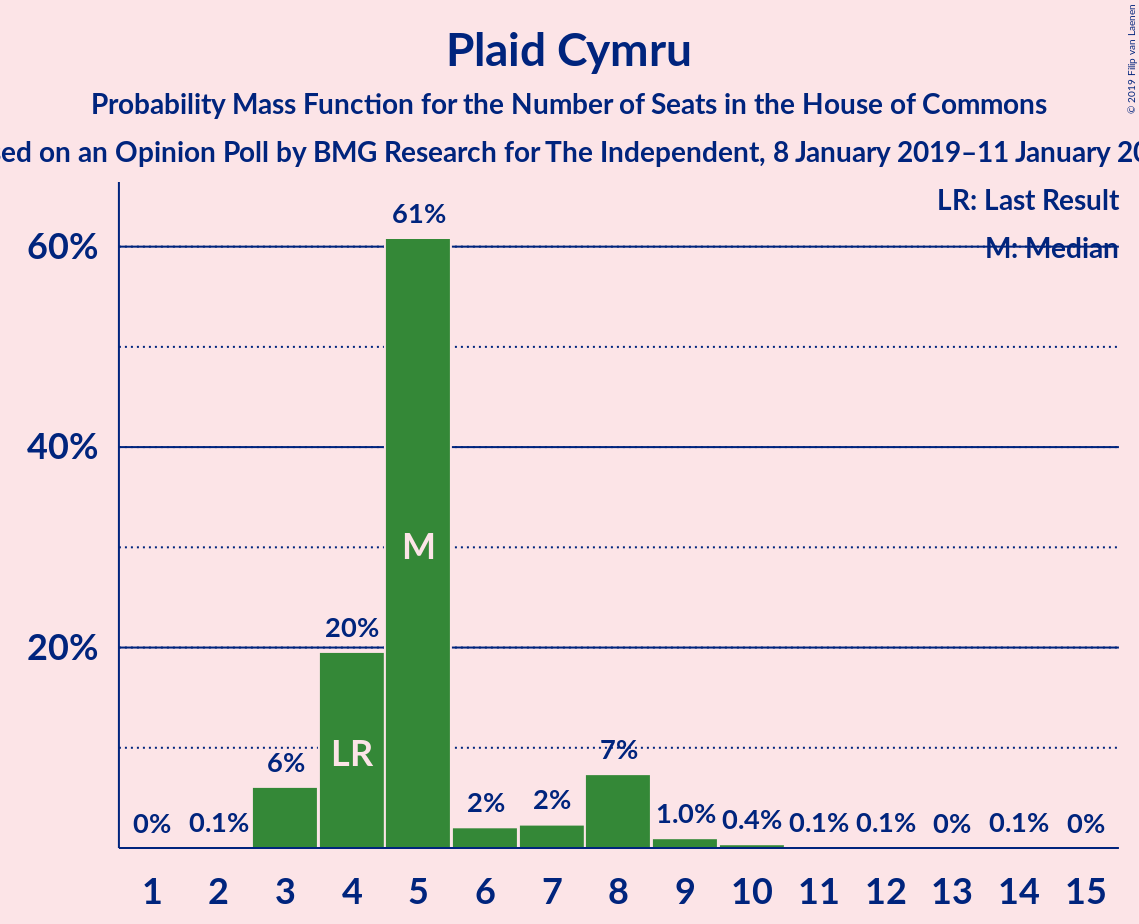 Plaid Cymru
Probability Mass Function for the Number of Seats in the House of Commons
sed on an Opinion Poll by BMG Research for The Independent, 8 January 2019–11 January 20
© 2019 Filip van Laenen
LR: Last Result
M: Median
60%
40%
20%
0%
0.1%
6%
20%
61%
2%
2%
7%
1.0%
0.4%
0.1%
0.1%
0%
0.1%
0%
LR
M
1 2 3 4 5 6 7 8 9 10 11 12 13 14 15